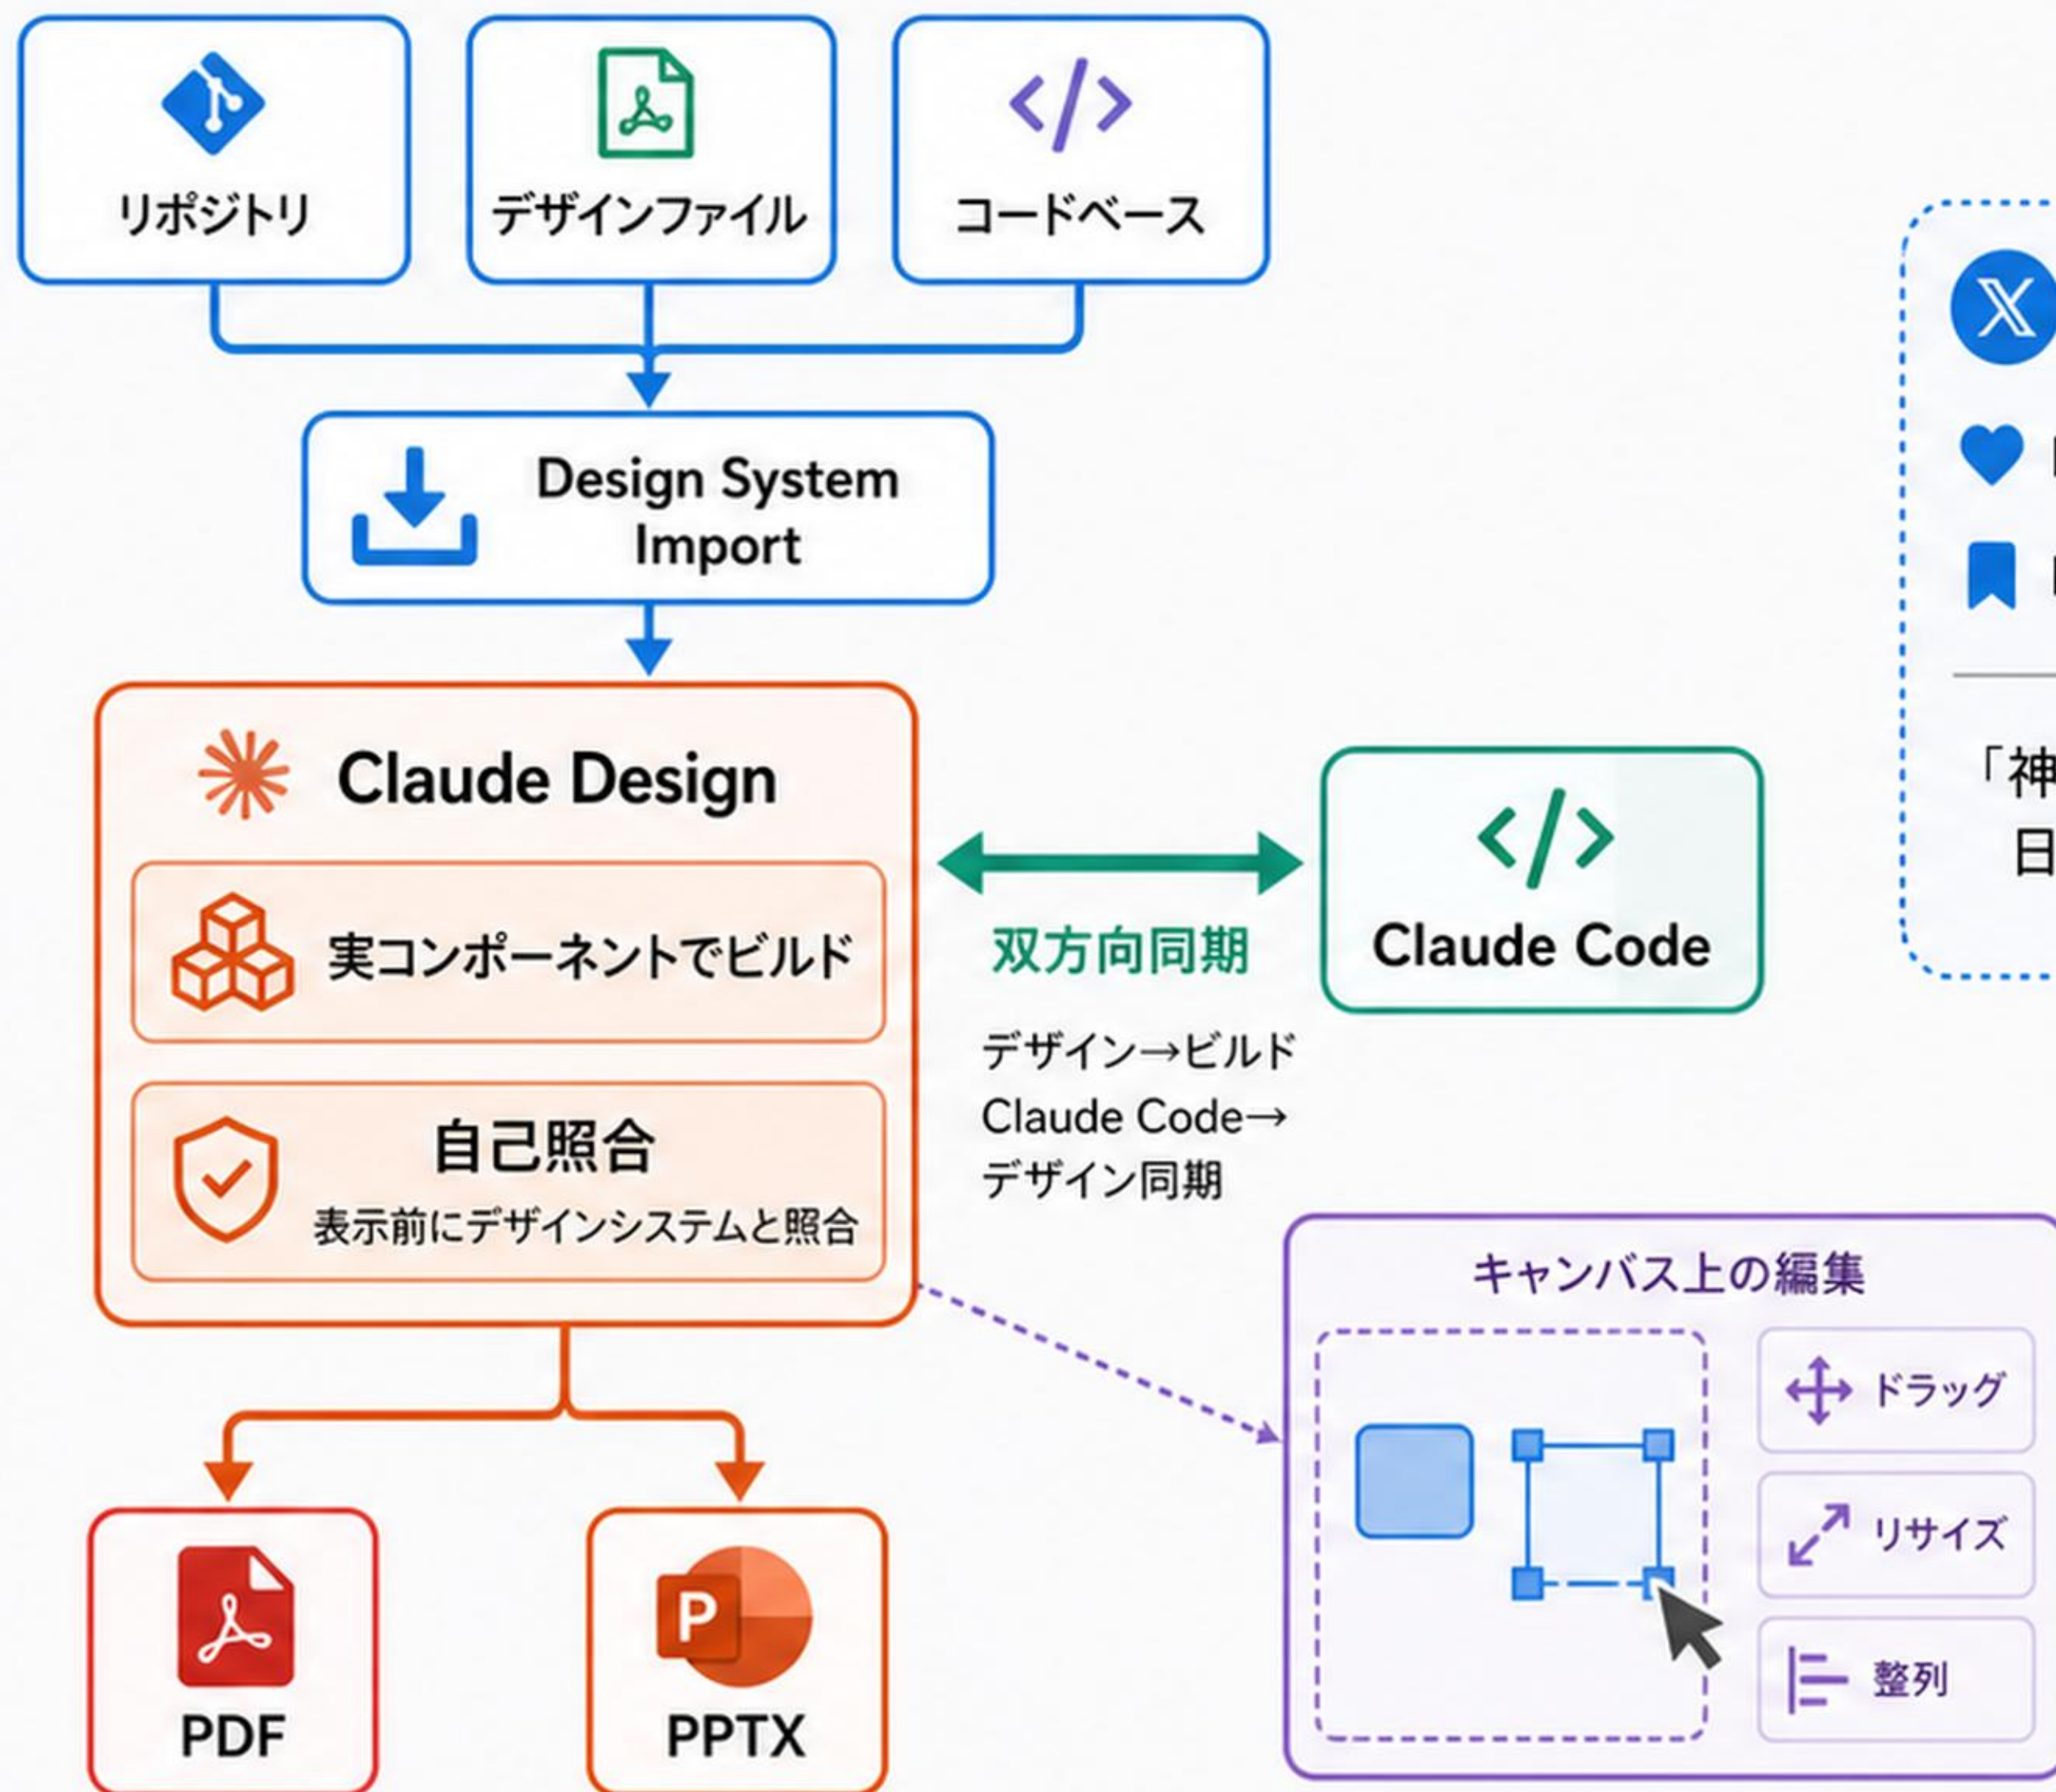 リポジトリ
デザインファイル
コードベース
Design System
Import
Claude Design
実コンポーネントでビルド
自己照合
表示前にデザインシステムと照合
双方向同期
デザイン→ビルド
Claude Code→
デザイン同期
Claude Code
「神
日
キャンバス上の編集
ドラッグ
リサイズ
整列
P
PDF
PPTX